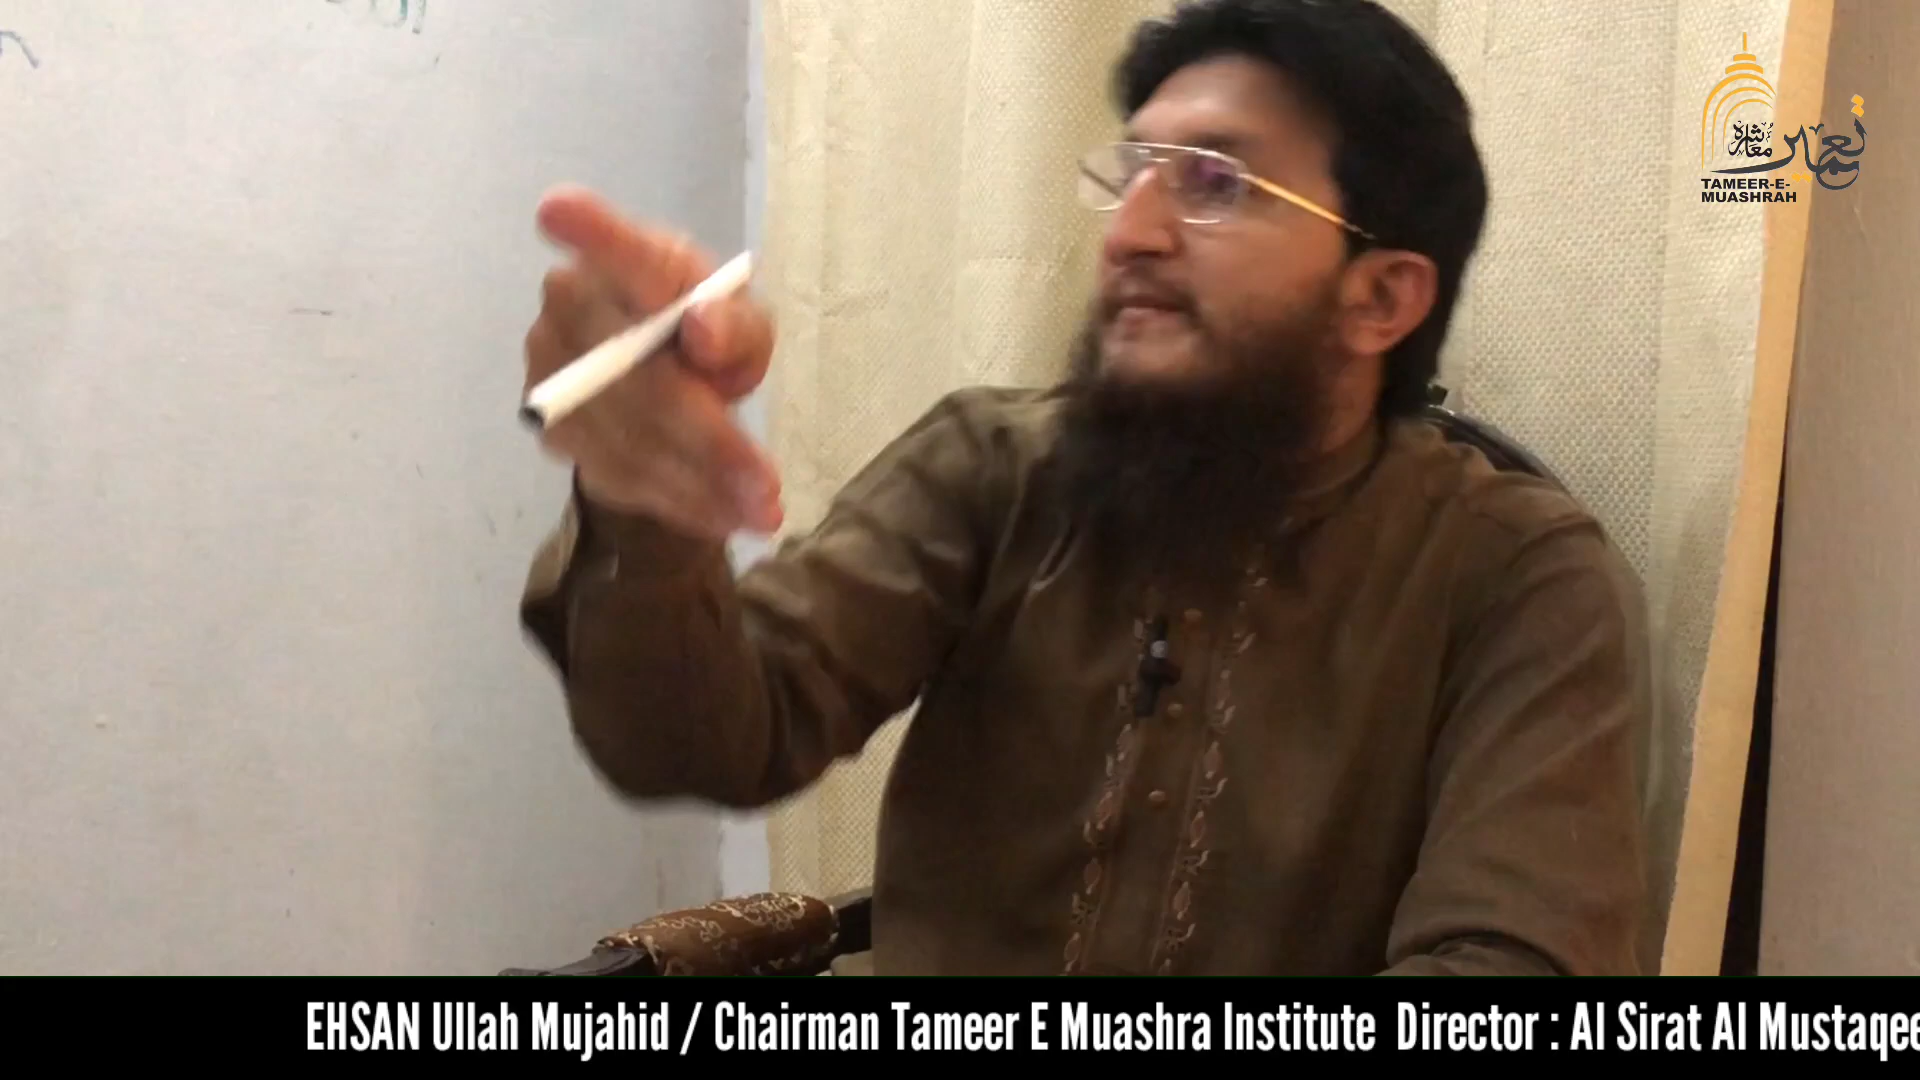 تعمیر
معاشرہ
TAMEER-E-
MUASHRAH
EHSAN Ullah Mujahid / Chairman Tameer E Muashra Institute Director : Al Sirat Al Mustaqee